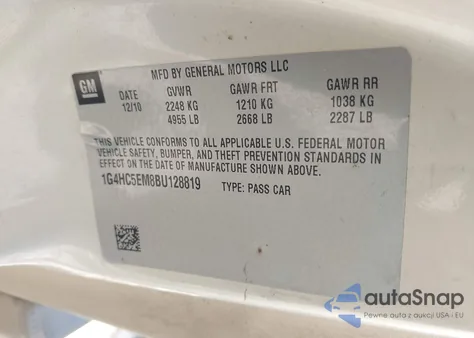 MFD BY GENERAL MOTORS LLC
GM
DATE GVWR GAWR FRT GAWR RR
12/10 2248 KG 1210 KG 1038 KG
4955 LB 2668 LB 2287 LB
THIS VEHICLE CONFORMS TO ALL APPLICABLE U.S. FEDERAL MOTOR
VEHICLE SAFETY, BUMPER, AND THEFT PREVENTION STANDARDS IN
EFFECT ON THE DATE OF MANUFACTURE SHOWN ABOVE.
1G4HC5EM8BU128819 TYPE: PASS CAR
autoSnap
Pewne auta z aukcji USA i EU